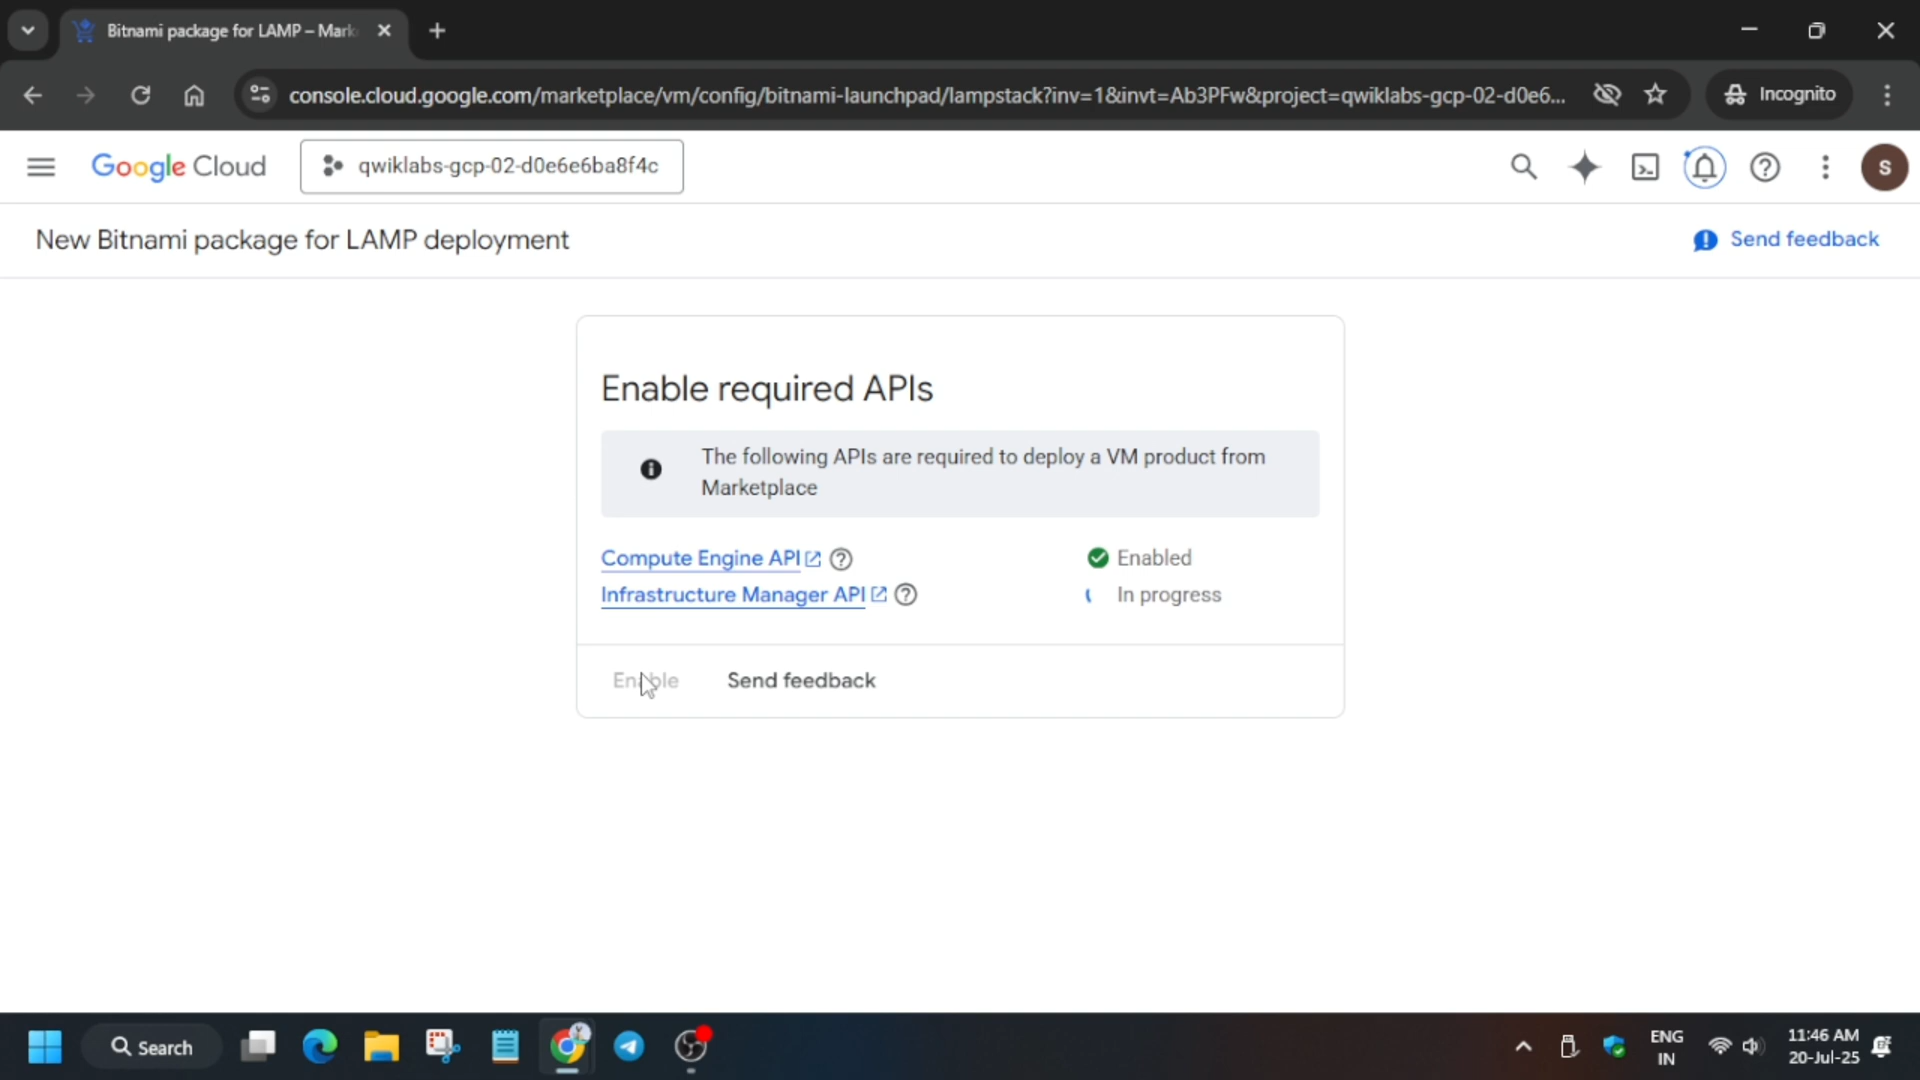 Bitnami package for LAMP – Mark
console.cloud.google.com/marketplace/vm/config/bitnami-launchpad/lampstack?inv=1&invt=Ab3PFw&project=qwiklabs-gcp-02-d0e6...
Incognito
Google Cloud
qwiklabs-gcp-02-d0e6e6ba8f4c
S
New Bitnami package for LAMP deployment
Send feedback
Enable required APIs
The following APIs are required to deploy a VM product from
Marketplace
Compute Engine API
Enabled
Infrastructure Manager API
In progress
Enable
Send feedback
Search
ENG
IN
11:46 AM
20-Jul-25